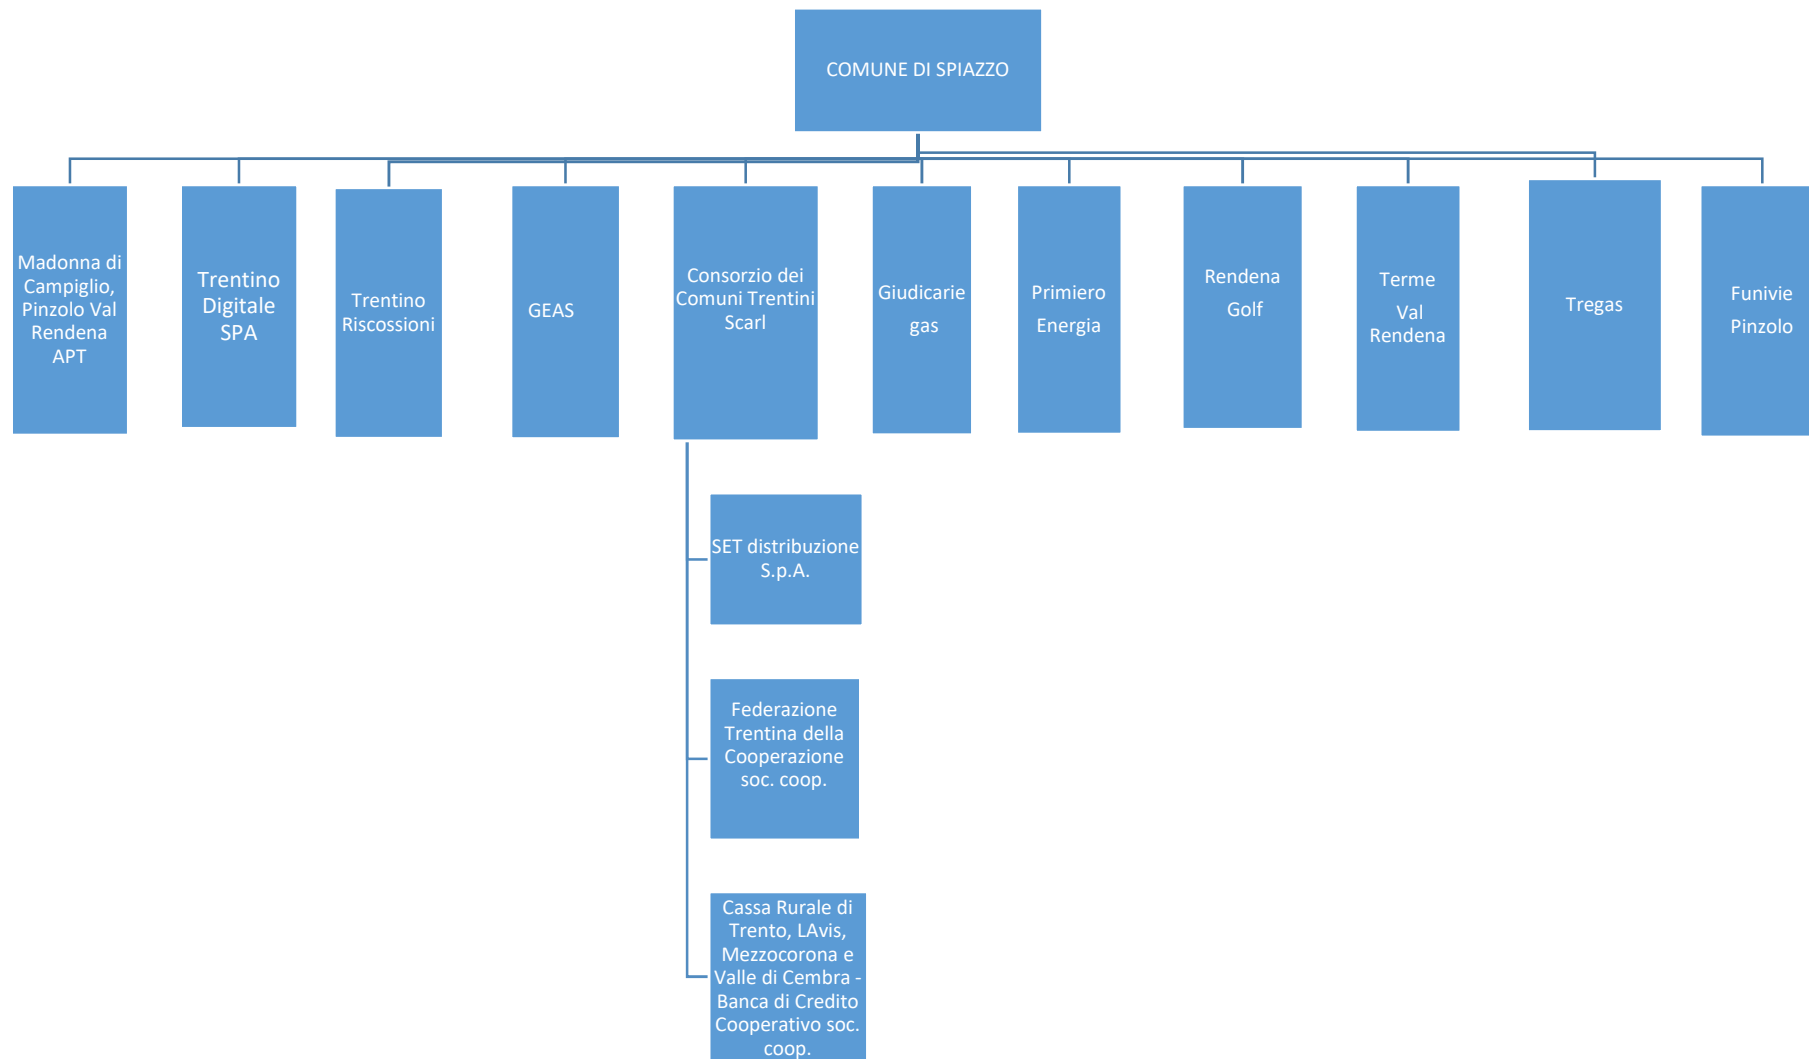 COMUNE DI SPIAZZO
Madonna di
Campiglio,
Pinzolo Val
Rendena
APT
Trentino
Digitale
SPA
Trentino
Riscossioni
GEAS
Consorzio dei
Comuni Trentini
Scarl
Giudicarie
gas
Primiero
Energia
Rendena
Golf
Terme
Val
Rendena
Tregas
Funivie
Pinzolo
SET distribuzione
S.p.A.
Federazione
Trentina della
Cooperazione
soc. coop.
Cassa Rurale di
Trento, LAvis,
Mezzocorona e
Valle di Cembra -
Banca di Credito
Cooperativo soc.
coop.